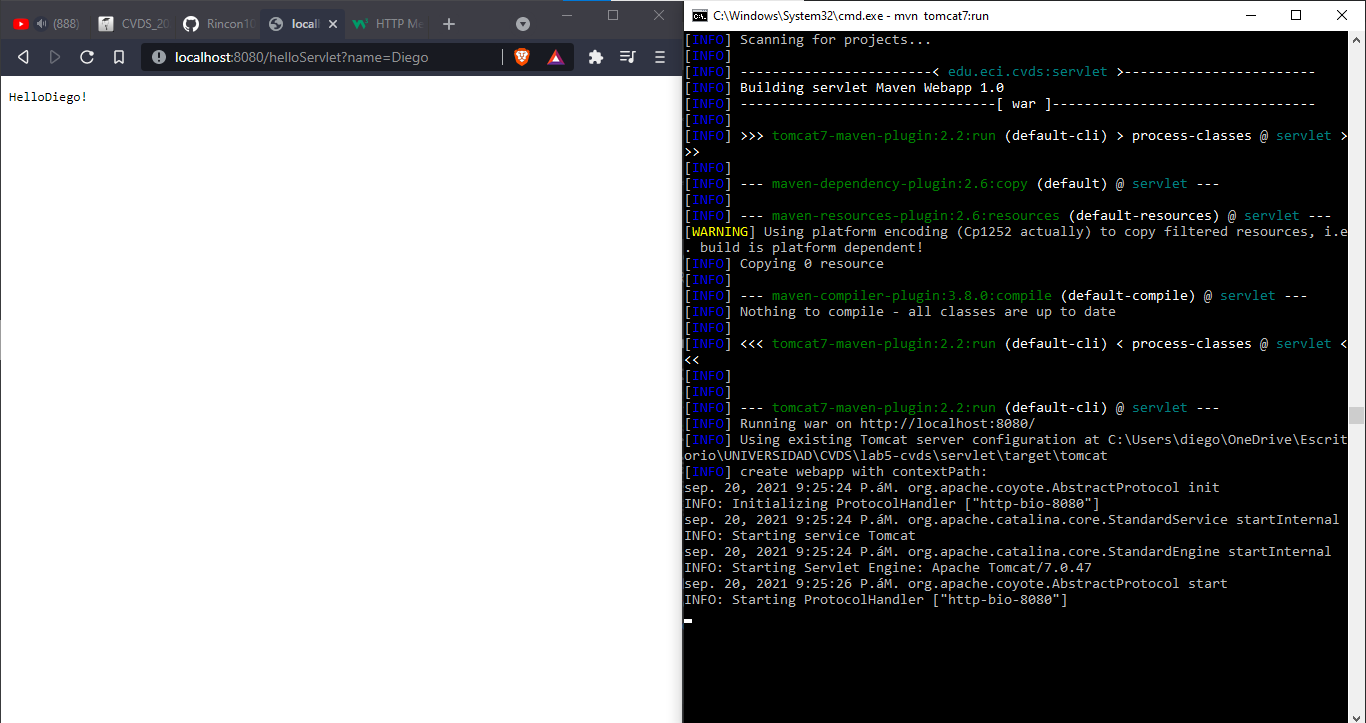 (888)
CVDS_20
Rincon10
locall
HTTP Me
localhost:8080/helloServlet?name=Diego
HelloDiego!
C:\Windows\System32\cmd.exe - mvn  tomcat7:run
[INFO] Scanning for projects...
[INFO]
[INFO] ------------------------< edu.eci.cvds:servlet >------------------------
[INFO] Building servlet Maven Webapp 1.0
[INFO] --------------------------------[ war ]---------------------------------
[INFO]
[INFO] >>> tomcat7-maven-plugin:2.2:run (default-cli) > process-classes @ servlet >
>>
[INFO]
[INFO] --- maven-dependency-plugin:2.6:copy (default) @ servlet ---
[INFO]
[INFO] --- maven-resources-plugin:2.6:resources (default-resources) @ servlet ---
[WARNING] Using platform encoding (Cp1252 actually) to copy filtered resources, i.e
. build is platform dependent!
[INFO] Copying 0 resource
[INFO]
[INFO] --- maven-compiler-plugin:3.8.0:compile (default-compile) @ servlet ---
[INFO] Nothing to compile - all classes are up to date
[INFO]
[INFO] <<< tomcat7-maven-plugin:2.2:run (default-cli) < process-classes @ servlet <
<<
[INFO]
[INFO]
[INFO] --- tomcat7-maven-plugin:2.2:run (default-cli) @ servlet ---
[INFO] Running war on http://localhost:8080/
[INFO] Using existing Tomcat server configuration at C:\Users\diego\OneDrive\Escrit
orio\UNIVERSIDAD\CVDS\lab5-cvds\servlet\target\tomcat
[INFO] create webapp with contextPath:
sep. 20, 2021 9:25:24 P.áM. org.apache.coyote.AbstractProtocol init
INFO: Initializing ProtocolHandler ["http-bio-8080"]
sep. 20, 2021 9:25:24 P.áM. org.apache.catalina.core.StandardService startInternal
INFO: Starting service Tomcat
sep. 20, 2021 9:25:24 P.áM. org.apache.catalina.core.StandardEngine startInternal
INFO: Starting Servlet Engine: Apache Tomcat/7.0.47
sep. 20, 2021 9:25:26 P.áM. org.apache.coyote.AbstractProtocol start
INFO: Starting ProtocolHandler ["http-bio-8080"]